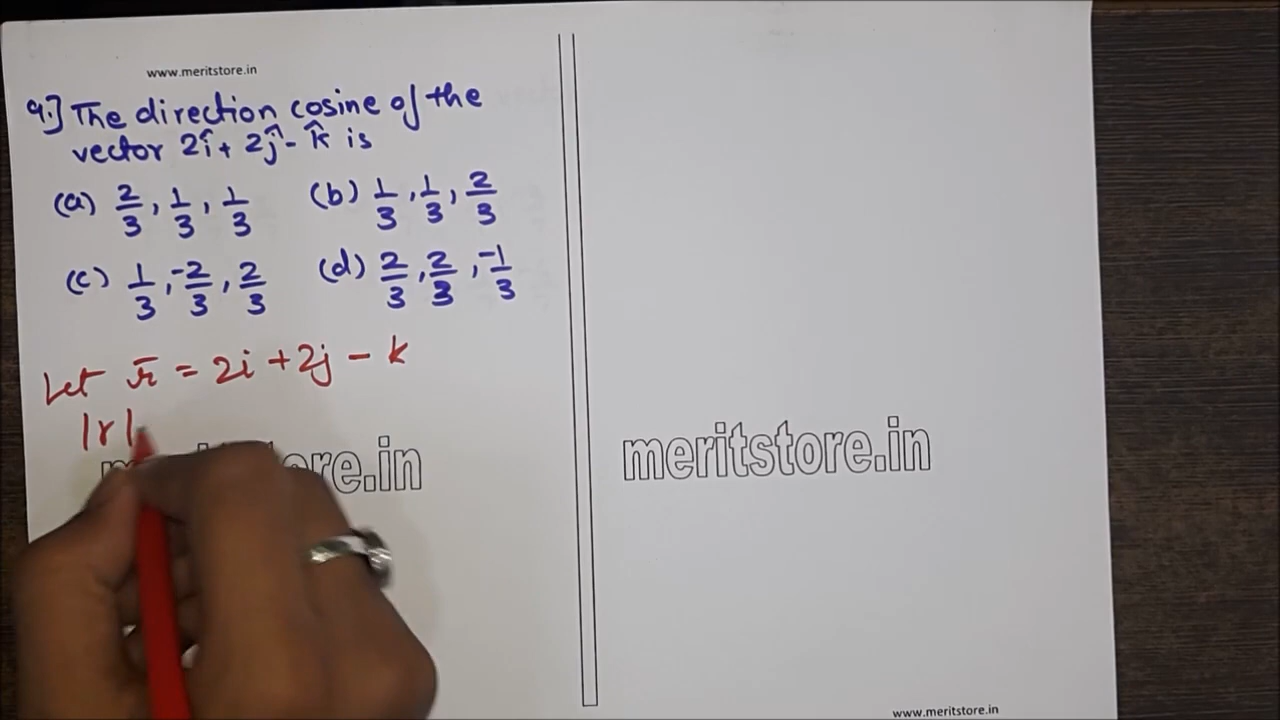 www.meritstore.in
9.] The direction cosine of the
vector 2î + 2ĵ - k̂ is
(a) 2/3, 1/3, 1/3 (b) 1/3, 1/3, 2/3
(c) 1/3, -2/3, 2/3 (d) 2/3, 2/3, -1/3
Let r̄ = 2i + 2j - k
|r|
meritstore.in
www.meritstore.in